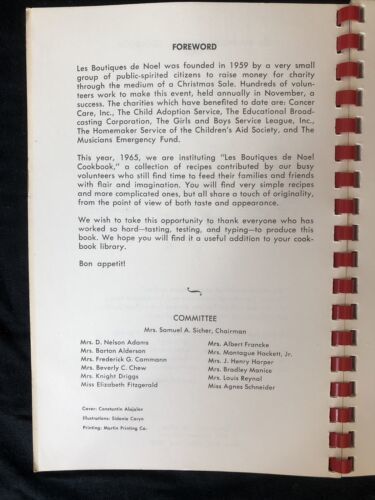 FOREWORD
Les Boutiques de Noel was founded in 1959 by a very small
group of public-spirited citizens to raise money for charity
through the medium of a Christmas Sale. Hundreds of volun-
teers work to make this event, held annually in November, a
success. The charities which have benefited to date are: Cancer
Care, Inc., The Child Adoption Service, The Educational Broad-
casting Corporation, The Girls and Boys Service League, Inc.,
The Homemaker Service of the Children's Aid Society, and The
Musicians Emergency Fund.
This year, 1965, we are instituting "Les Boutiques de Noel
Cookbook," a collection of recipes contributed by our busy
volunteers who still find time to feed their families and friends
with flair and imagination. You will find very simple recipes
and more complicated ones, but all share a touch of originality,
from the point of view of both taste and appearance.
We wish to take this opportunity to thank everyone who has
worked so hard—tasting, testing, and typing—to produce this
book. We hope you will find it a useful addition to your cook-
book library.
Bon appetit!
COMMITTEE
Mrs. Samuel A. Sicher, Chairman
Mrs. D. Nelson Adams
Mrs. Barton Alderson
Mrs. Frederick G. Cammann
Mrs. Beverly C. Chew
Mrs. Knight Driggs
Miss Elizabeth Fitzgerald
Mrs. Albert Francke
Mrs. Montague Hackett, Jr.
Mrs. J. Henry Harper
Mrs. Bradley Manice
Mrs. Louis Reynal
Miss Agnes Schneider
Cover: Constantin Alajalov
Illustrations: Sidonie Coryn
Printing: Martin Printing Co.